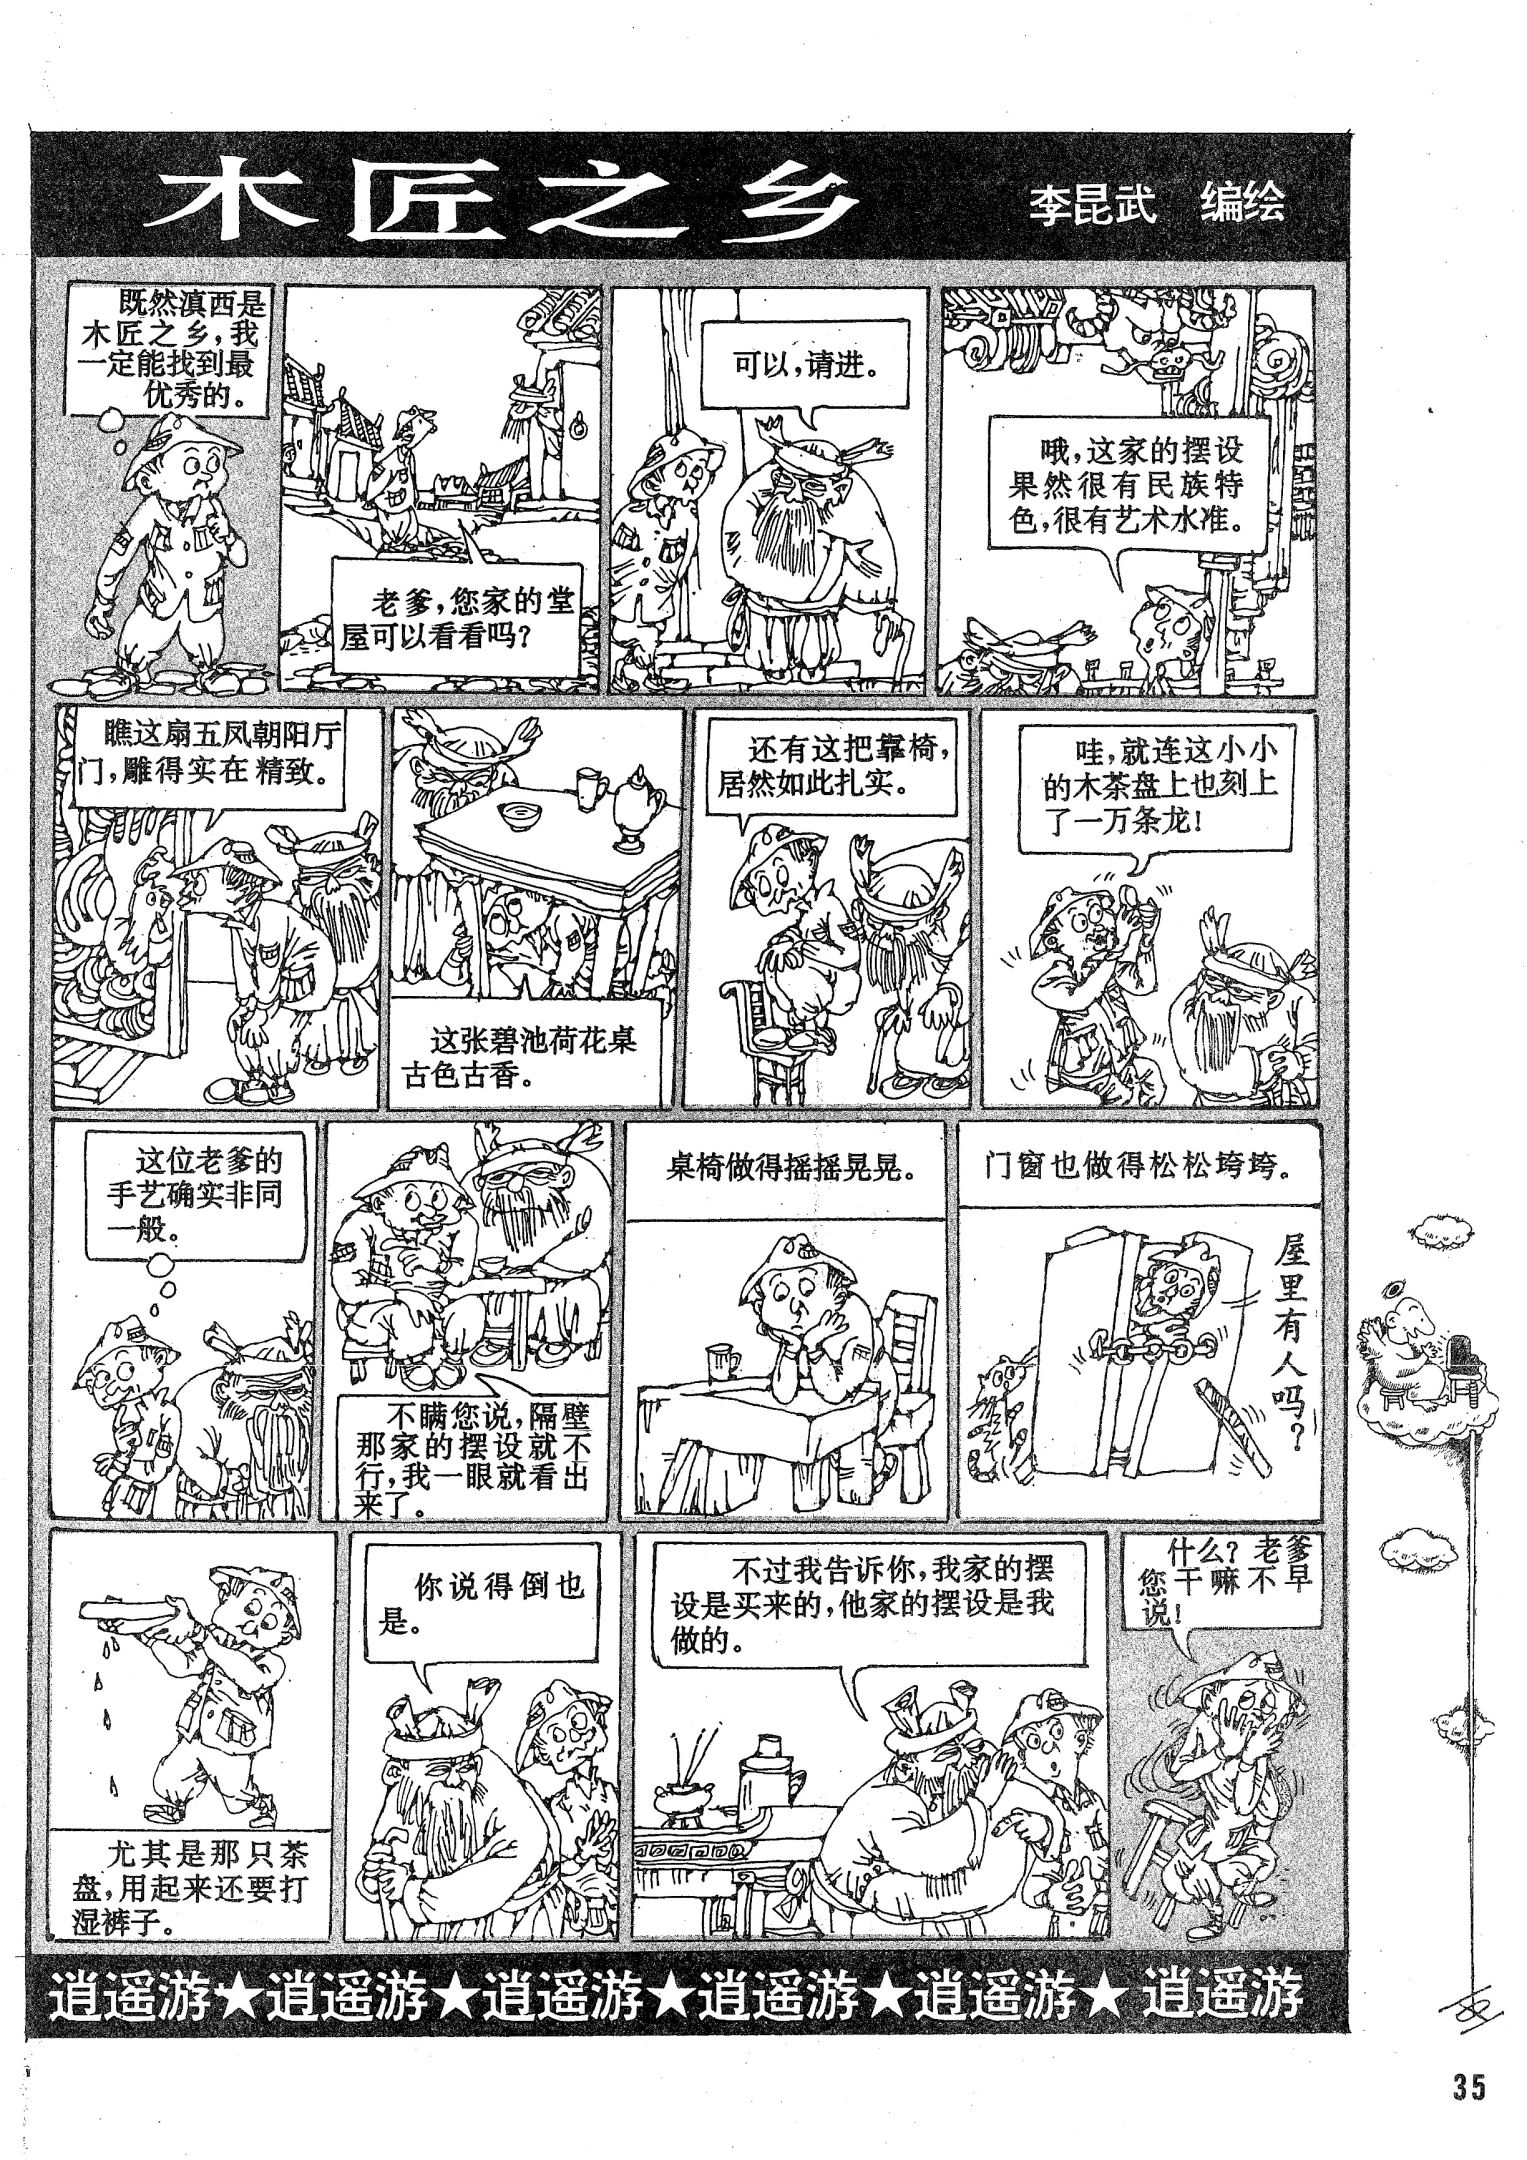 木匠之乡
李昆武 编绘
既然滇西是
木匠之乡，我
一定能找到最
优秀的。
老爹，您家的堂
屋可以看看吗？
可以，请进。
哦，这家的摆设
果然很有民族特
色，很有艺术水准。
瞧这扇五凤朝阳厅
门，雕得实在精致。
这张碧池荷花桌
古色古香。
还有这把靠椅，
居然如此扎实。
哇，就连这小小
的木茶盘上也刻上
了一万条龙！
这位老爹的
手艺确实非同
一般。
不瞒您说，隔壁
那家的摆设就不
行，我一眼就看出
来了。
桌椅做得摇摇晃晃。
门窗也做得松松垮垮。
屋里有人吗？
尤其是那只茶
盘，用起来还要打
湿裤子。
你说得倒也
是。
不过我告诉你，我家的摆
设是买来的，他家的摆设是我
做的。
什么？老爹
您干嘛不早
说！
逍遥游★逍遥游★逍遥游★逍遥游★逍遥游★逍遥游
35